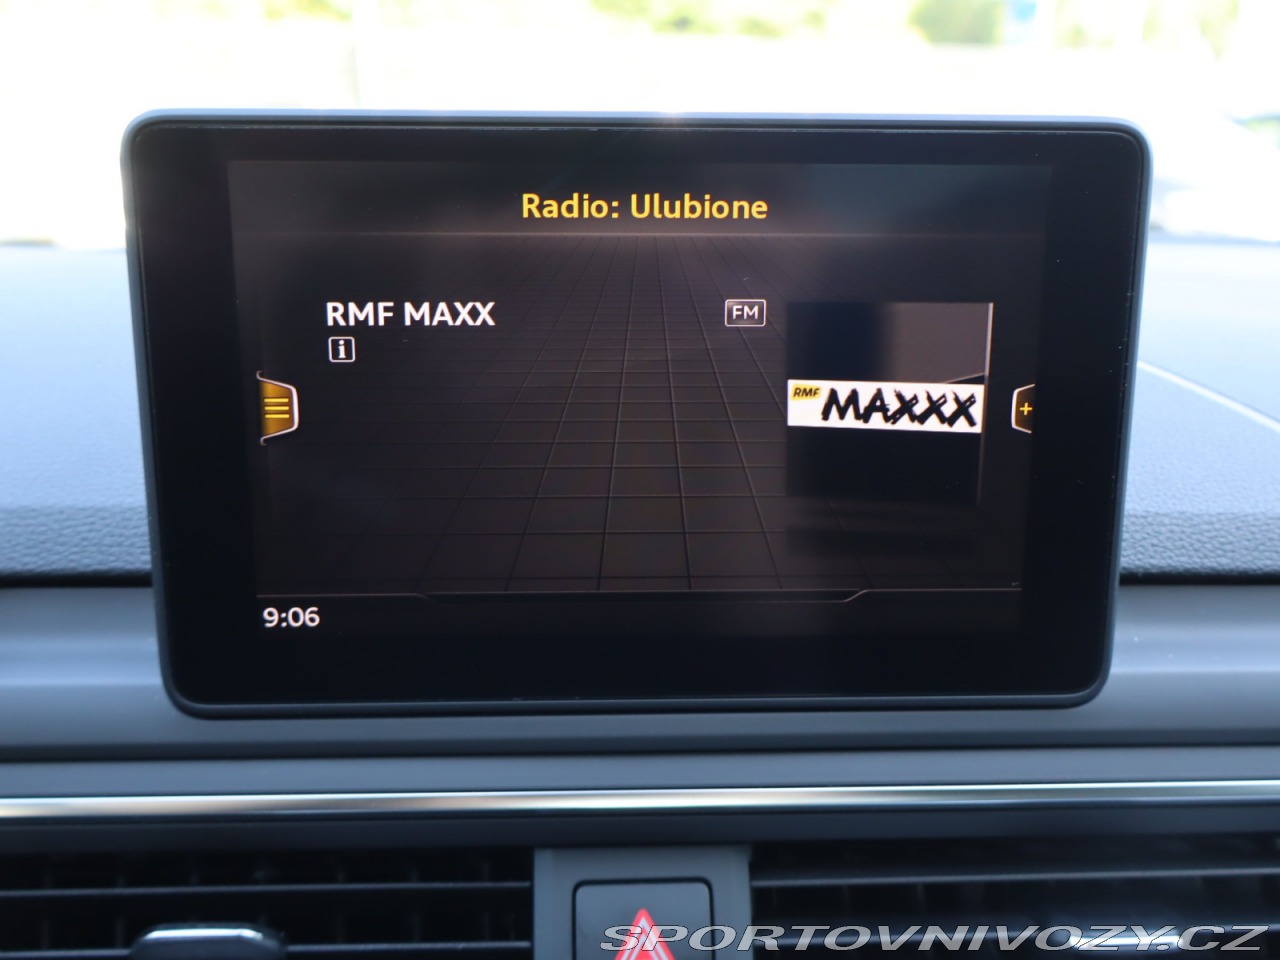 Radio: Ulubione
RMF MAXX
FM
i
RMF MAXXX
+
9:06
SPORTOVNIVOZY.CZ